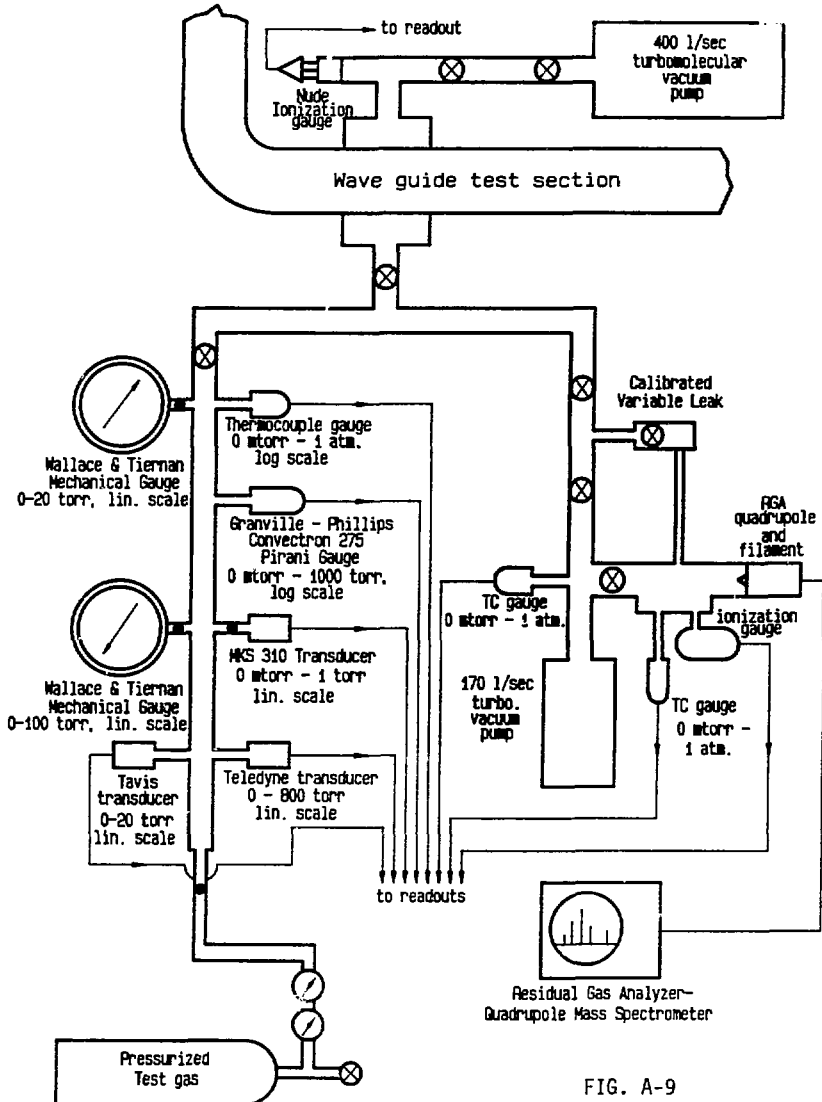 to readout
400 l/sec
turbomolecular
vacuum
pump
Nude
Ionization
gauge
Wave guide test section
Calibrated
Variable Leak
Thermocouple gauge
0 mtorr - 1 atm.
log scale
Wallace & Tiernan
Mechanical Gauge
0-20 torr, lin. scale
Granville - Phillips
Convectron 275
Pirani Gauge
0 mtorr - 1000 torr.
log scale
RGA
quadrupole
and
filament
TC gauge
0 mtorr - 1 atm.
ionization
gauge
MKS 310 Transducer
0 mtorr - 1 torr
lin. scale
Wallace & Tiernan
Mechanical Gauge
0-100 torr, lin. scale
170 l/sec
turbo.
vacuum
pump
TC gauge
0 mtorr -
1 atm.
Tavis
transducer
0-20 torr
lin. scale
Teledyne transducer
0 - 800 torr
lin. scale
to readouts
Residual Gas Analyzer-
Quadrupole Mass Spectrometer
Pressurized
Test gas
FIG. A-9